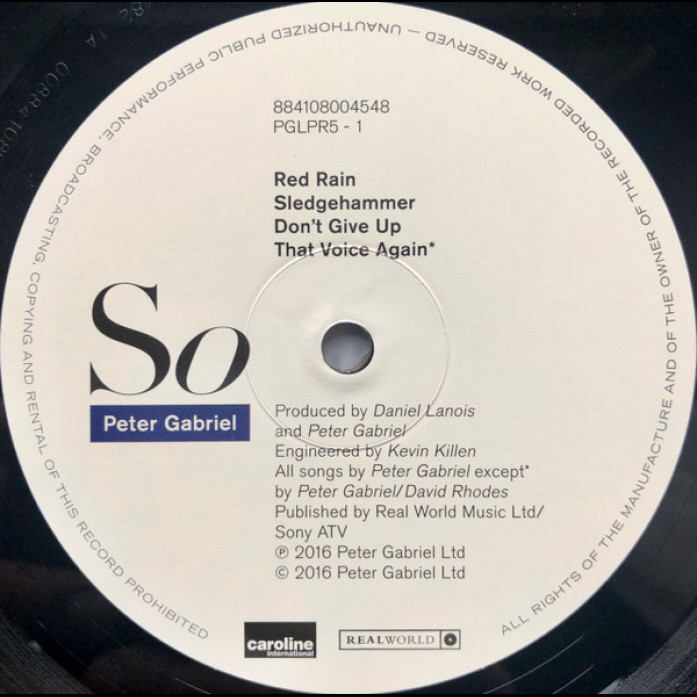 884108004548
PGLPR5 - 1
Red Rain
Sledgehammer
Don't Give Up
That Voice Again*
So
Peter Gabriel
Produced by Daniel Lanois
and Peter Gabriel
Engineered by Kevin Killen
All songs by Peter Gabriel except*
by Peter Gabriel/David Rhodes
Published by Real World Music Ltd/
Sony ATV
℗ 2016 Peter Gabriel Ltd
© 2016 Peter Gabriel Ltd
caroline
international
REALWORLD
ALL RIGHTS OF THE MANUFACTURE AND OF THE OWNER OF THE RECORDED WORK RESERVED — UNAUTHORIZED PUBLIC PERFORMANCE, BROADCASTING, COPYING AND RENTAL OF THIS RECORD PROHIBITED